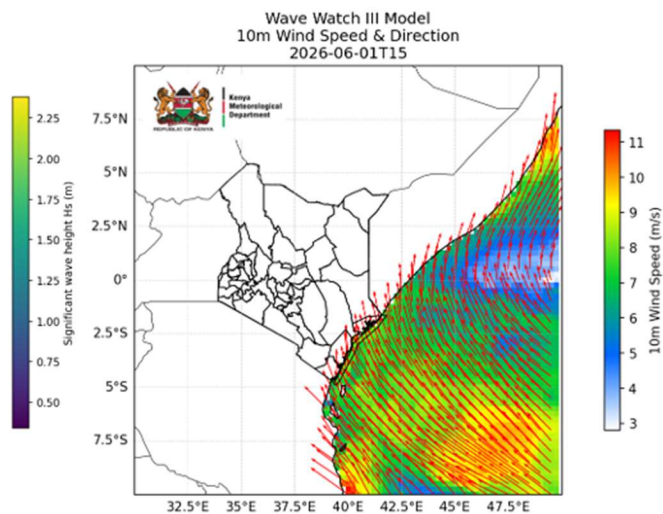 Wave Watch III Model
10m Wind Speed & Direction
2026-06-01T15
Kenya
Meteorological
Department
REPUBLIC OF KENYA
2.25
2.00
1.75
1.50
1.25
1.00
0.75
0.50
Significant wave height Hs (m)
7.5°N
5°N
2.5°N
0°
2.5°S
5°S
7.5°S
32.5°E
35°E
37.5°E
40°E
42.5°E
45°E
47.5°E
11
10
9
8
7
6
5
4
3
10m Wind Speed (m/s)